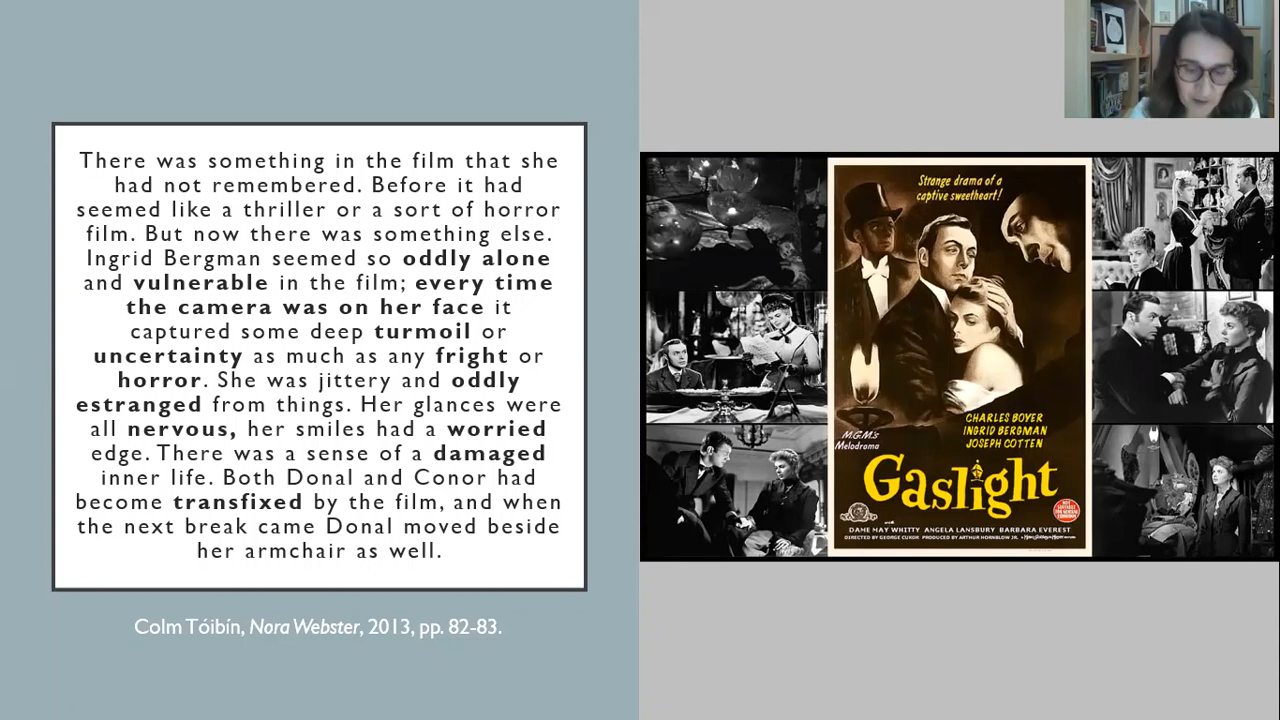 There was something in the film that she
had not remembered. Before it had
seemed like a thriller or a sort of horror
film. But now there was something else.
Ingrid Bergman seemed so oddly alone
and vulnerable in the film; every time
the camera was on her face it
captured some deep turmoil or
uncertainty as much as any fright or
horror. She was jittery and oddly
estranged from things. Her glances were
all nervous, her smiles had a worried
edge. There was a sense of a damaged
inner life. Both Donal and Conor had
become transfixed by the film, and when
the next break came Donal moved beside
her armchair as well.
Colm Tóibín, Nora Webster, 2013, pp. 82-83.
Strange drama of a
captive sweetheart!
CHARLES BOYER
INGRID BERGMAN
JOSEPH COTTEN
M.G.M.'s
Melodrama
Gaslight
with
DAME MAY WHITTY ANGELA LANSBURY BARBARA EVEREST
DIRECTED BY GEORGE CUKOR PRODUCED BY ARTHUR HORNBLOW JR.